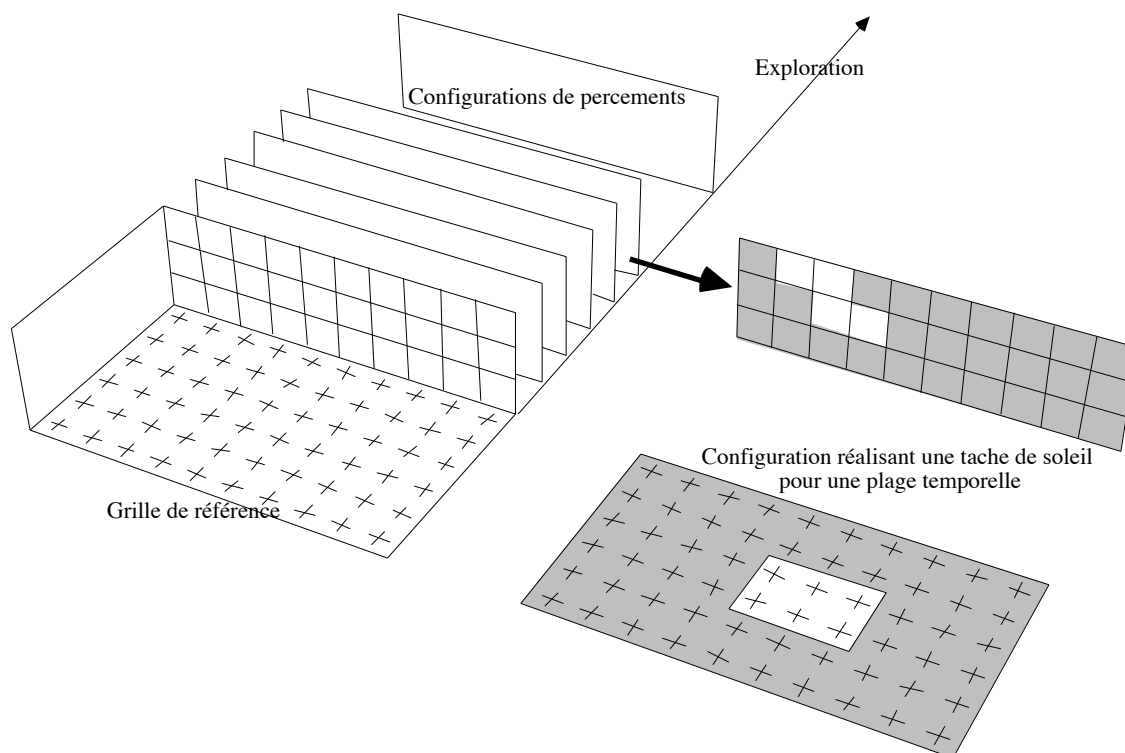 Exploration
Configurations de percements
Configuration réalisant une tache de soleil
pour une plage temporelle
Grille de référence